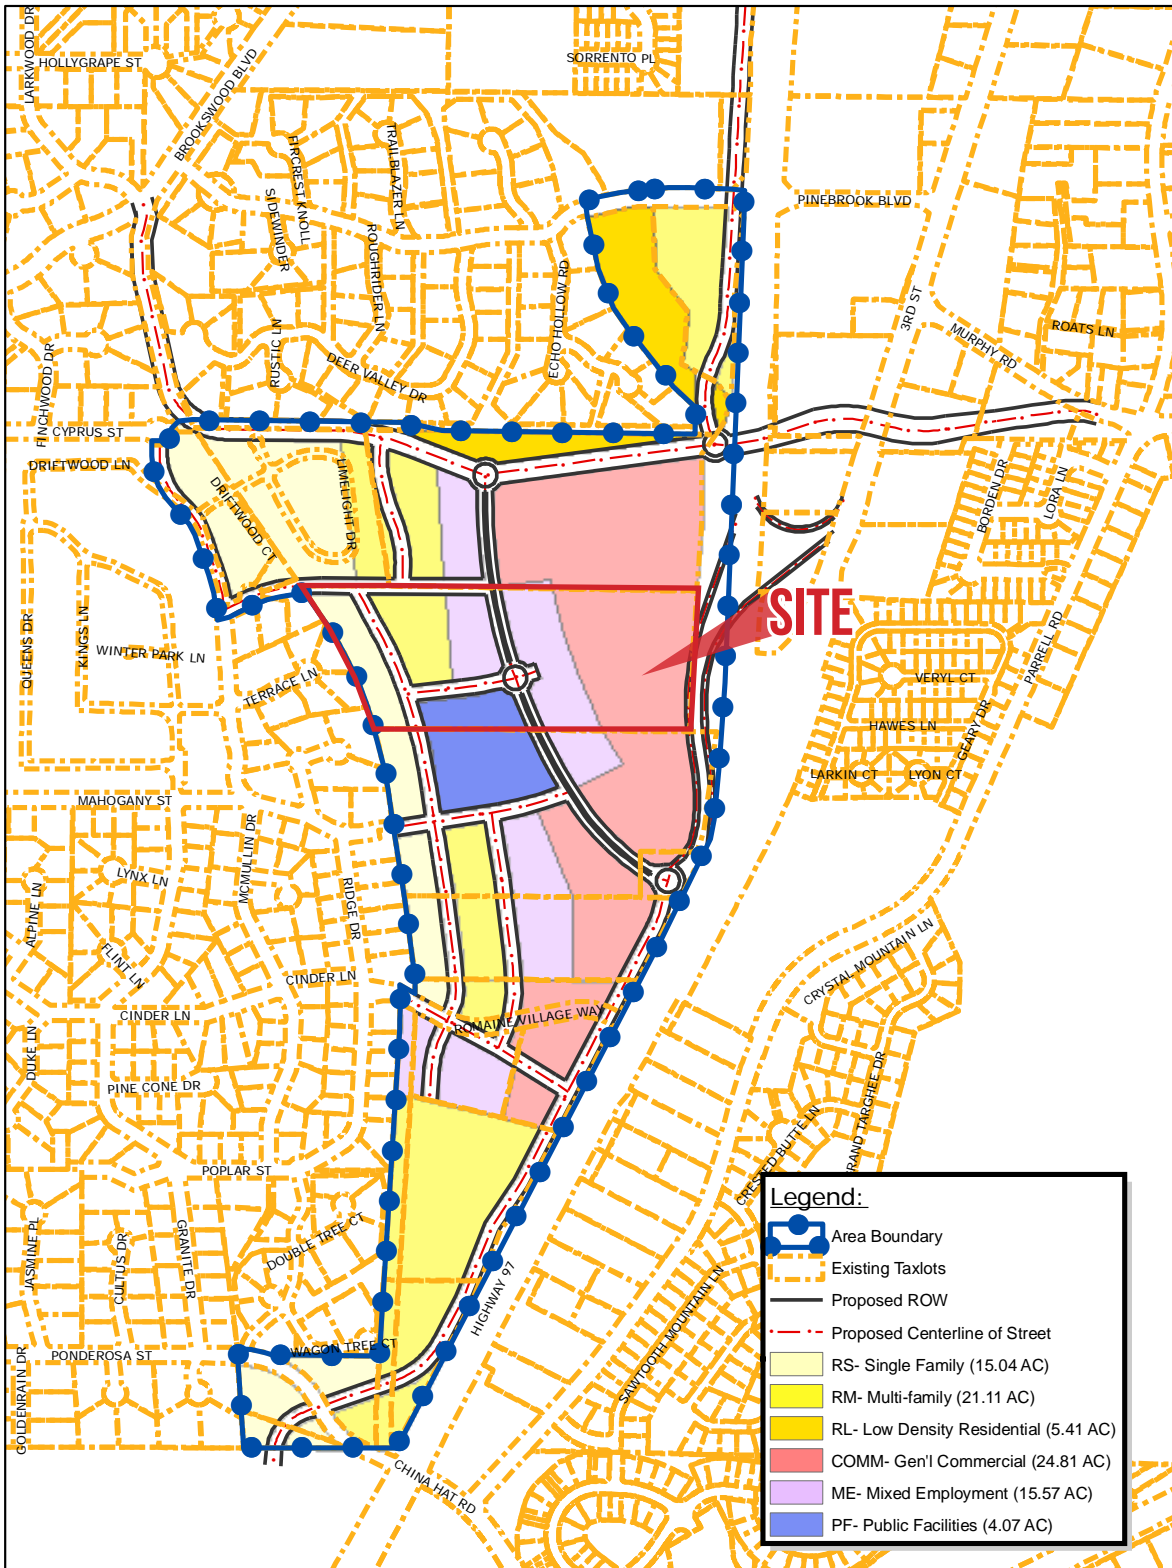 LARKWOOD DR
HOLLYGRAPE ST
BROOKSWOOD BLVD
SORRENTO PL
FIRCREST KNOLL
TRAILBLAZER LN
SIDEWINDER
ROUGHRIDER LN
PINEBROOK BLVD
ECHO HOLLOW RD
3RD ST
MURPHY RD
ROATS LN
RUSTIC LN
DEER VALLEY DR
FINCHWOOD DR
CYPRUS ST
DRIFTWOOD LN
DRIFTWOOD CT
LIMELIGHT DR
BORDEN DR
LORA LN
SITE
QUEENS DR
KINGS LN
WINTER PARK LN
TERRACE LN
PARRELL RD
VERYL CT
HAWES LN
GEARY DR
LARKIN CT
LYON CT
MAHOGANY ST
MCMULLIN DR
LYNX LN
RIDGE DR
ALPINE LN
FLINT LN
CINDER LN
CRYSTAL MOUNTAIN LN
CINDER LN
ROMAINE VILLAGE WAY
DUKE LN
PINE CONE DR
CRESTED BUTTE LN
RAND TARGHEE DR
POPLAR ST
JASMINE PL
CULTUS DR
GRANITE DR
DOUBLE TREE CT
HIGHWAY 97
SAWTOOTH MOUNTAIN LN
WAGON TREE CT
PONDEROSA ST
GOLDENRAIN DR
CHINA HAT RD
Legend:
Area Boundary
Existing Taxlots
Proposed ROW
Proposed Centerline of Street
RS- Single Family (15.04 AC)
RM- Multi-family (21.11 AC)
RL- Low Density Residential (5.41 AC)
COMM- Gen'l Commercial (24.81 AC)
ME- Mixed Employment (15.57 AC)
PF- Public Facilities (4.07 AC)